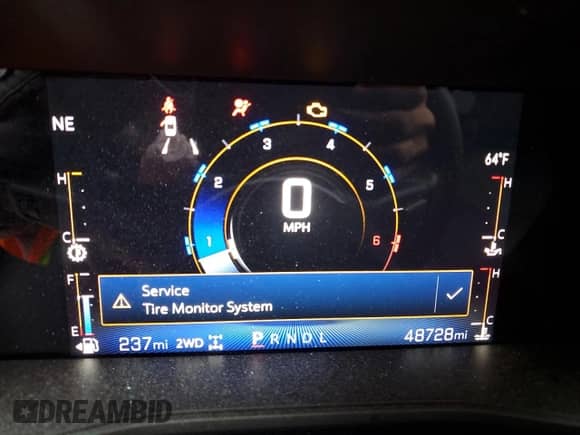 NE
64°F
3 4
2 5
1 6
0
MPH
H
C
H
C
F
E
H
C
Service
Tire Monitor System
237mi 2WD PRNDL 48728mi
DREAMBID